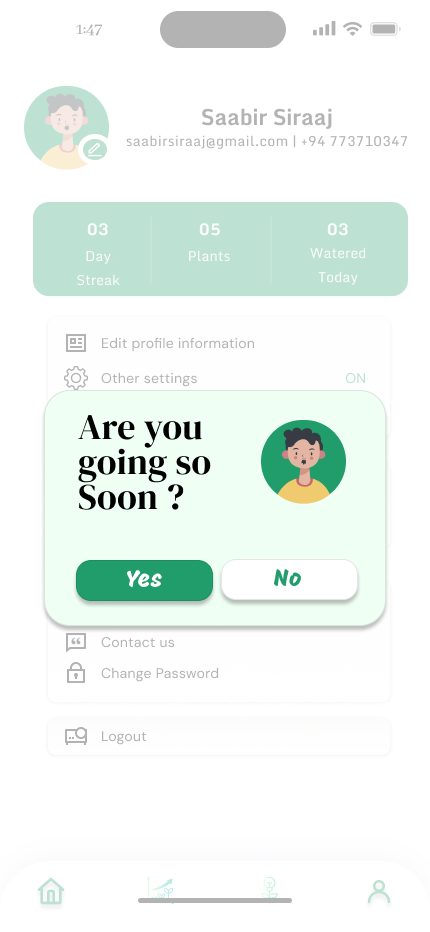 1:47
Saabir Siraaj
saabirsiraaj@gmail.com | +94 773710347
03 05 03
Day Plants Watered
Streak Today
Edit profile information
Other settings ON
Are you
going so
Soon ?
Yes No
Contact us
Change Password
Logout